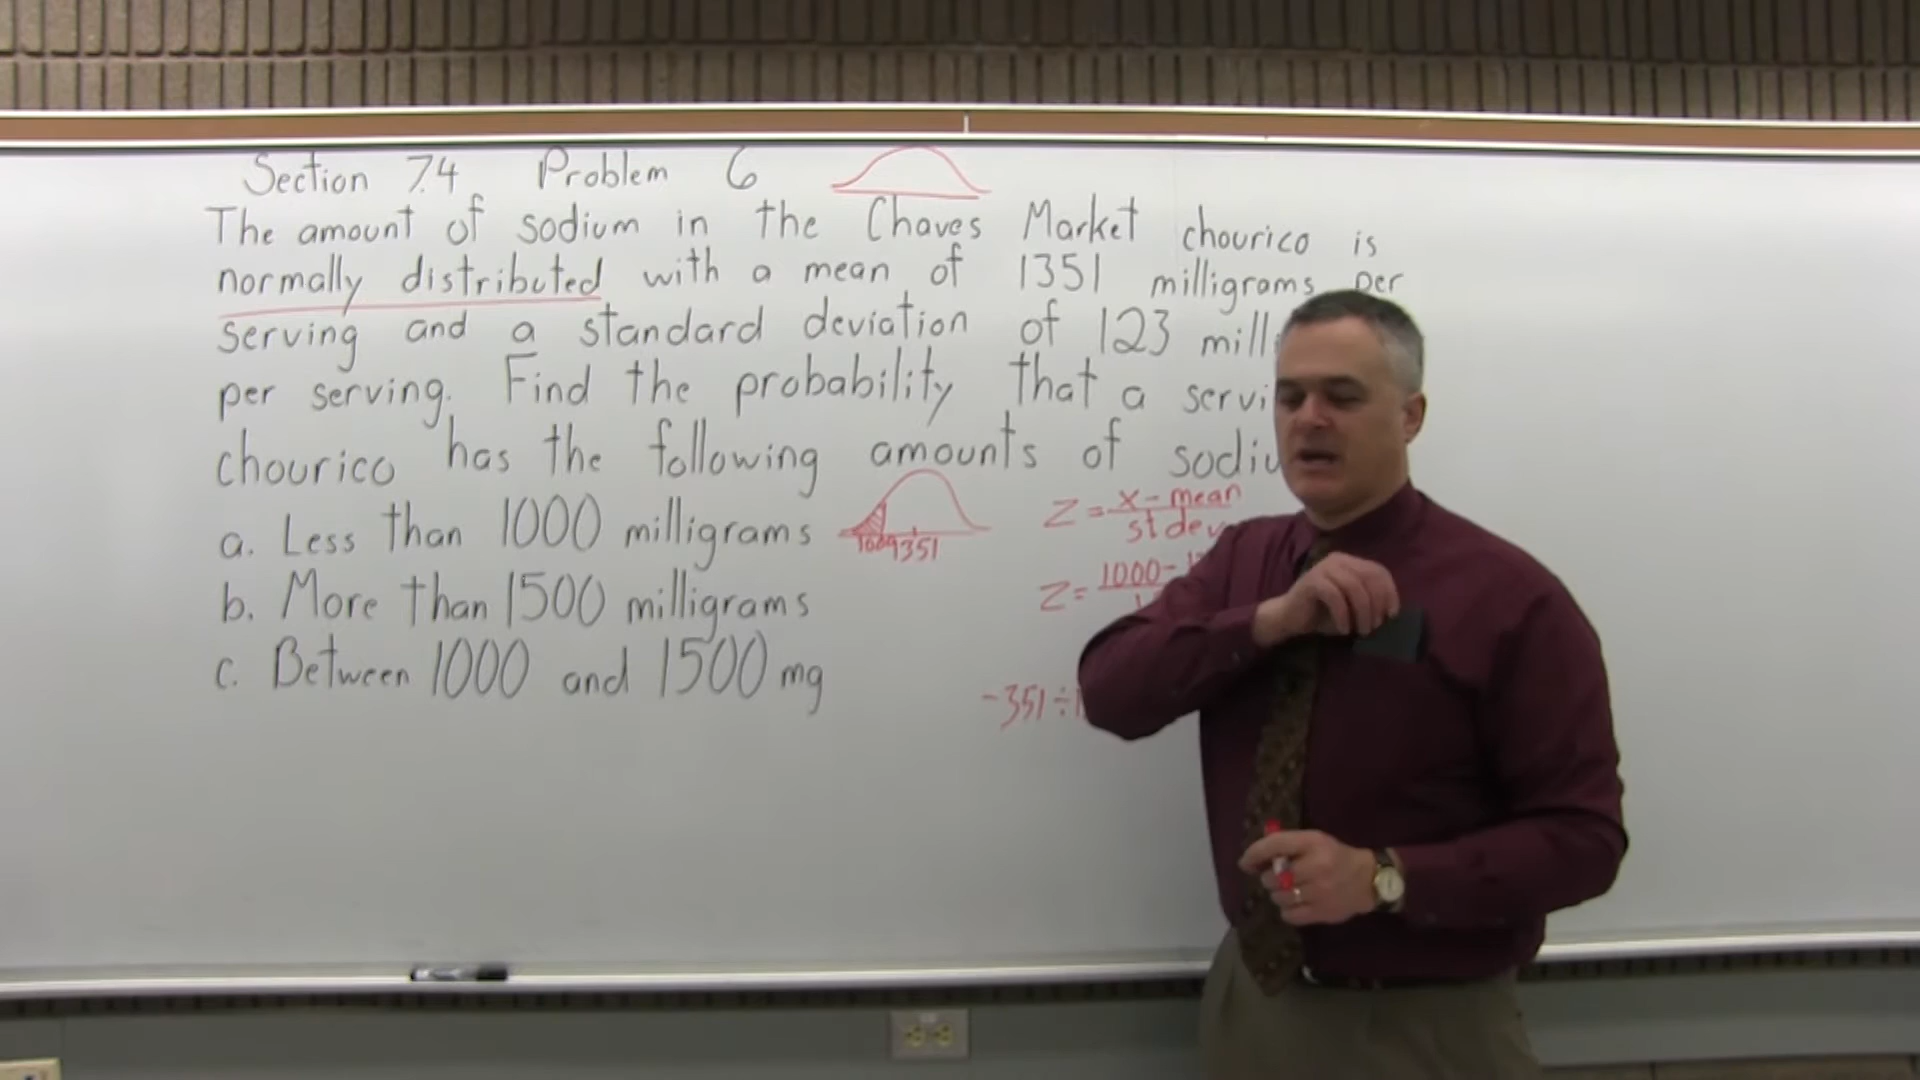 Section 7.4 Problem 6
The amount of sodium in the Chaves Market chourico is
normally distributed with a mean of 1351 milligrams per
serving and a standard deviation of 123
per serving. Find the probability that a
chourico has the following amounts of
a. Less than 1000 milligrams
1000 1351
Z = x - mean
st dev
b. More than 1500 milligrams
Z = 1000 -
c. Between 1000 and 1500 mg
-351 ÷